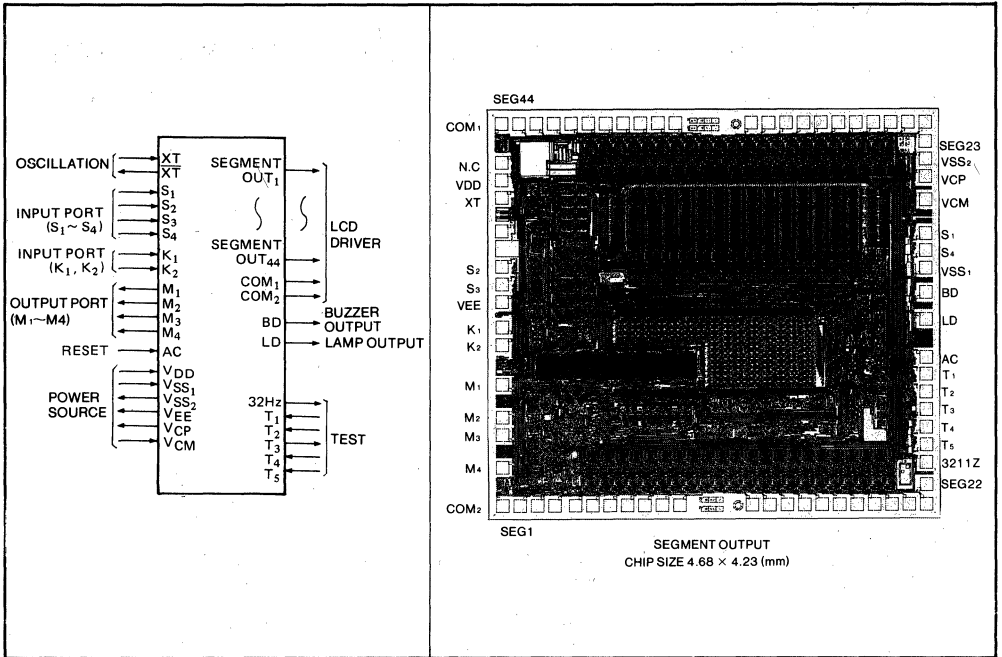 OSCILLATION
INPUT PORT
(S₁~ S₄)
INPUT PORT
(K₁, K₂)
OUTPUT PORT
(M₁~M4)
RESET
POWER
SOURCE
XT
X̅T̅
S₁
S₂
S₃
S₄
K₁
K₂
M₁
M₂
M₃
M₄
AC
VDD
VSS₁
VSS₂
VEE
VCP
VCM
SEGMENT
OUT₁
SEGMENT
OUT₄₄
COM₁
COM₂
BD
LD
32Hz
T₁
T₂
T₃
T₄
T₅
LCD
DRIVER
BUZZER
OUTPUT
LAMP OUTPUT
TEST
SEG44
COM₁
N.C
VDD
XT
S₂
S₃
VEE
K₁
K₂
M₁
M₂
M₃
M₄
COM₂
SEG1
SEG23
VSS₂
VCP
VCM
S₁
S₄
VSS₁
BD
LD
AC
T₁
T₂
T₃
T₄
T₅
3211Z
SEG22
SEGMENT OUTPUT
CHIP SIZE 4.68 × 4.23 (mm)